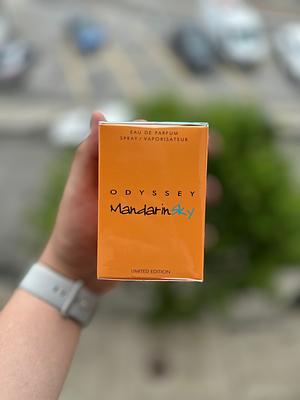 EAU DE PARFUM
SPRAY / VAPORISATEUR
ODYSSEY
Mandarinsky
LIMITED EDITION